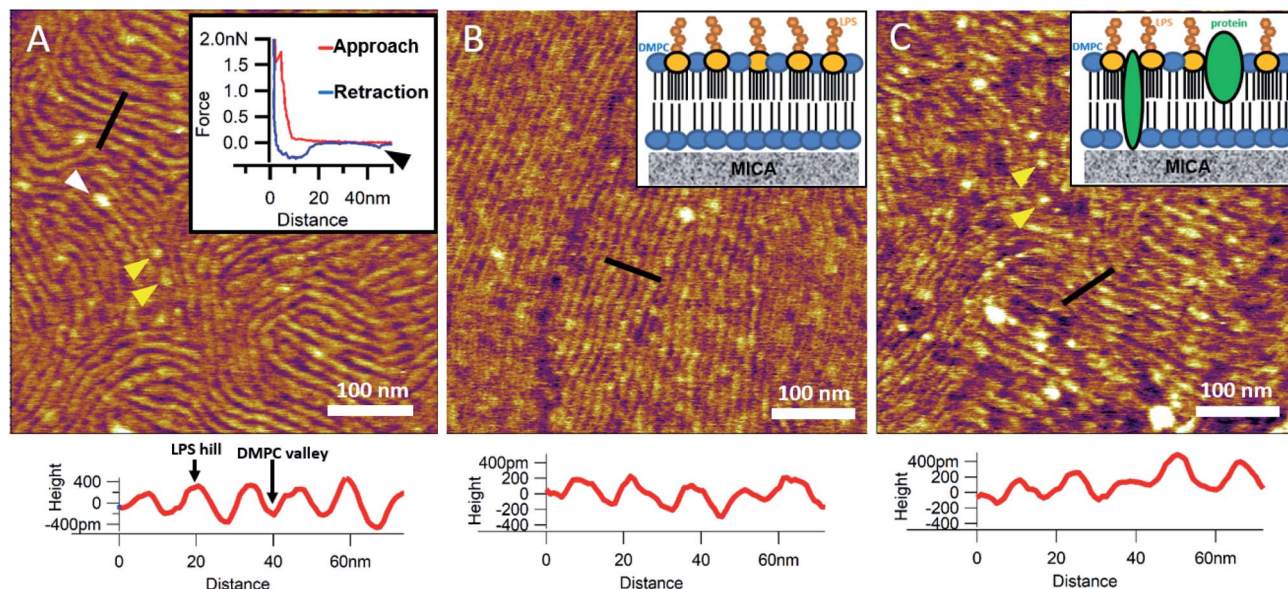 A
2.0nN
1.5
1.0
0.5
0.0
Force
Approach
Retraction
0 20 40nm
Distance
100 nm
B
LPS
DMPC
MICA
100 nm
C
LPS
protein
DMPC
MICA
100 nm
LPS hill DMPC valley
Height
400
0
-400pm
0 20 40 60nm
Distance
Height
400pm
200
0
-200
-400
0 20 40 60nm
Distance
Height
400pm
200
0
-200
-400
0 20 40 60nm
Distance